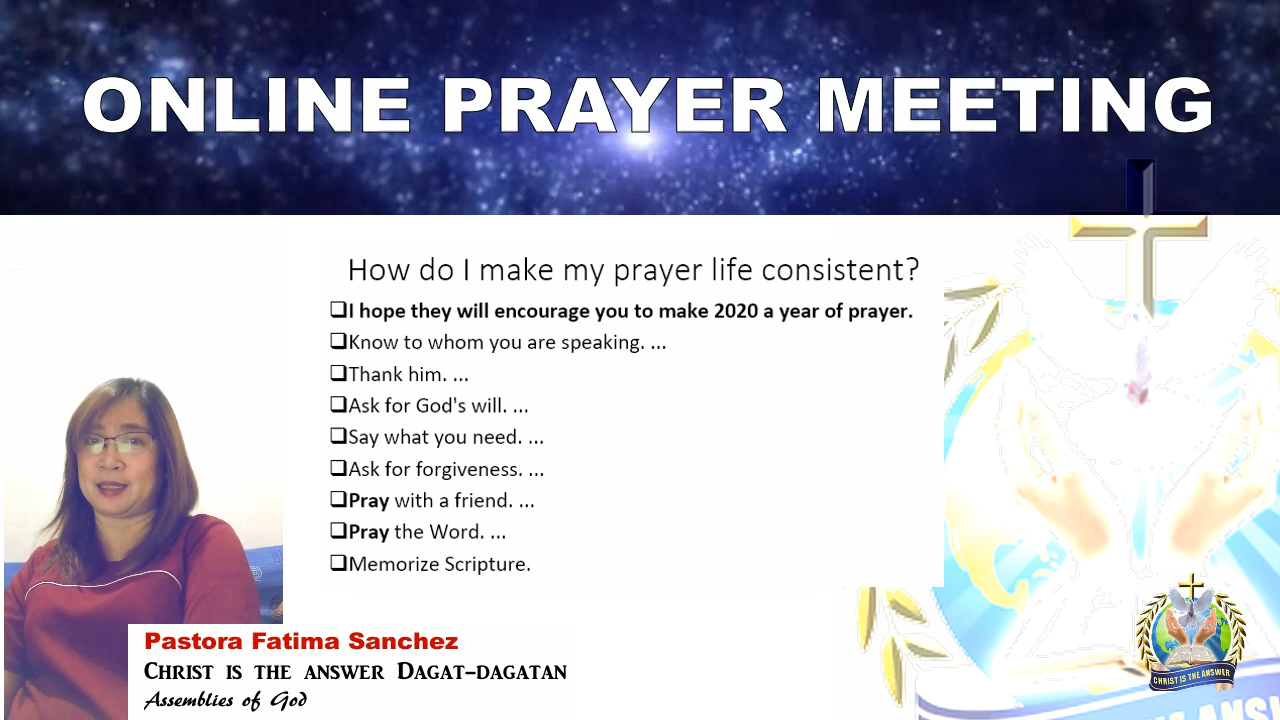 ONLINE PRAYER MEETING
How do I make my prayer life consistent?
❑I hope they will encourage you to make 2020 a year of prayer.
❑Know to whom you are speaking. ...
❑Thank him. ...
❑Ask for God's will. ...
❑Say what you need. ...
❑Ask for forgiveness. ...
❑Pray with a friend. ...
❑Pray the Word. ...
❑Memorize Scripture.
Pastora Fatima Sanchez
Christ is the answer Dagat-dagatan
Assemblies of God
CHRIST IS THE ANSWER